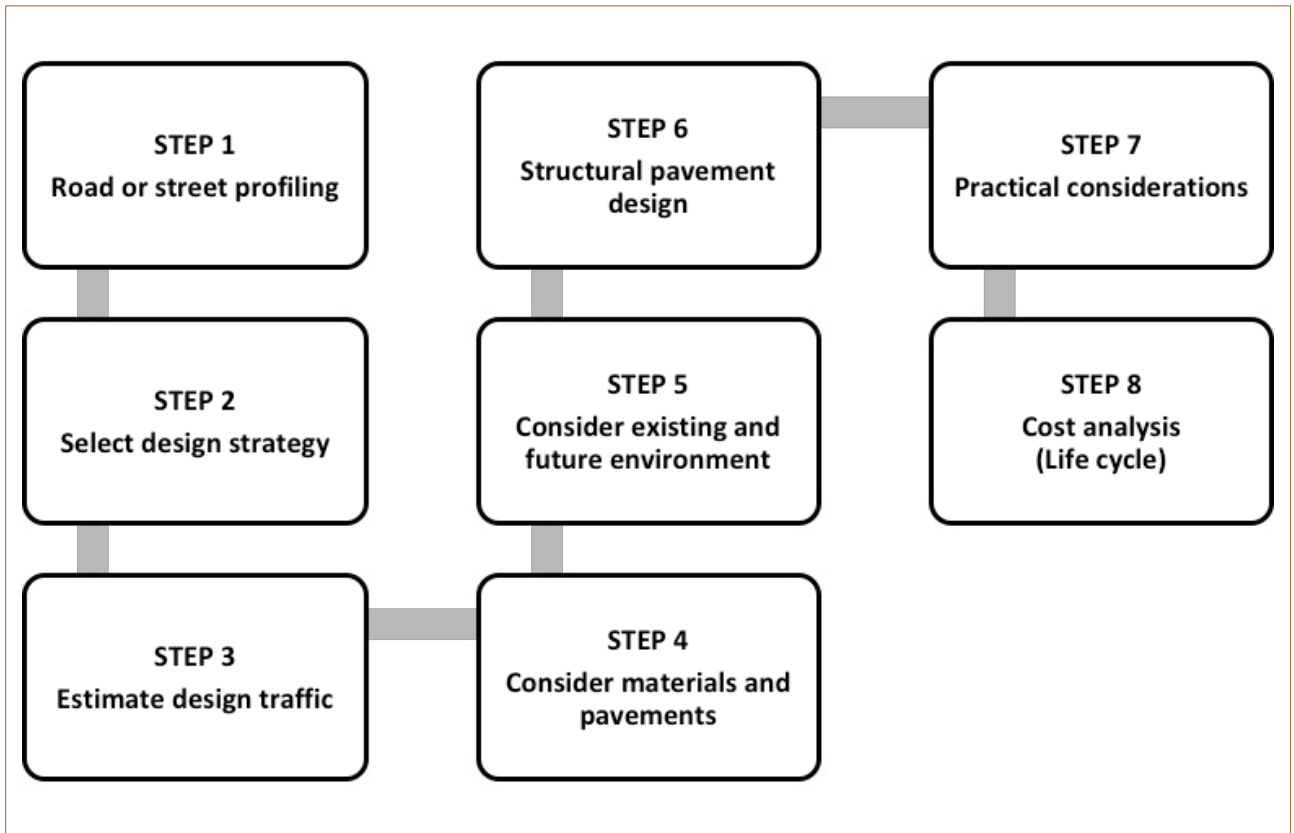 STEP 1
Road or street profiling
STEP 2
Select design strategy
STEP 3
Estimate design traffic
STEP 4
Consider materials and
pavements
STEP 5
Consider existing and
future environment
STEP 6
Structural pavement
design
STEP 7
Practical considerations
STEP 8
Cost analysis
(Life cycle)